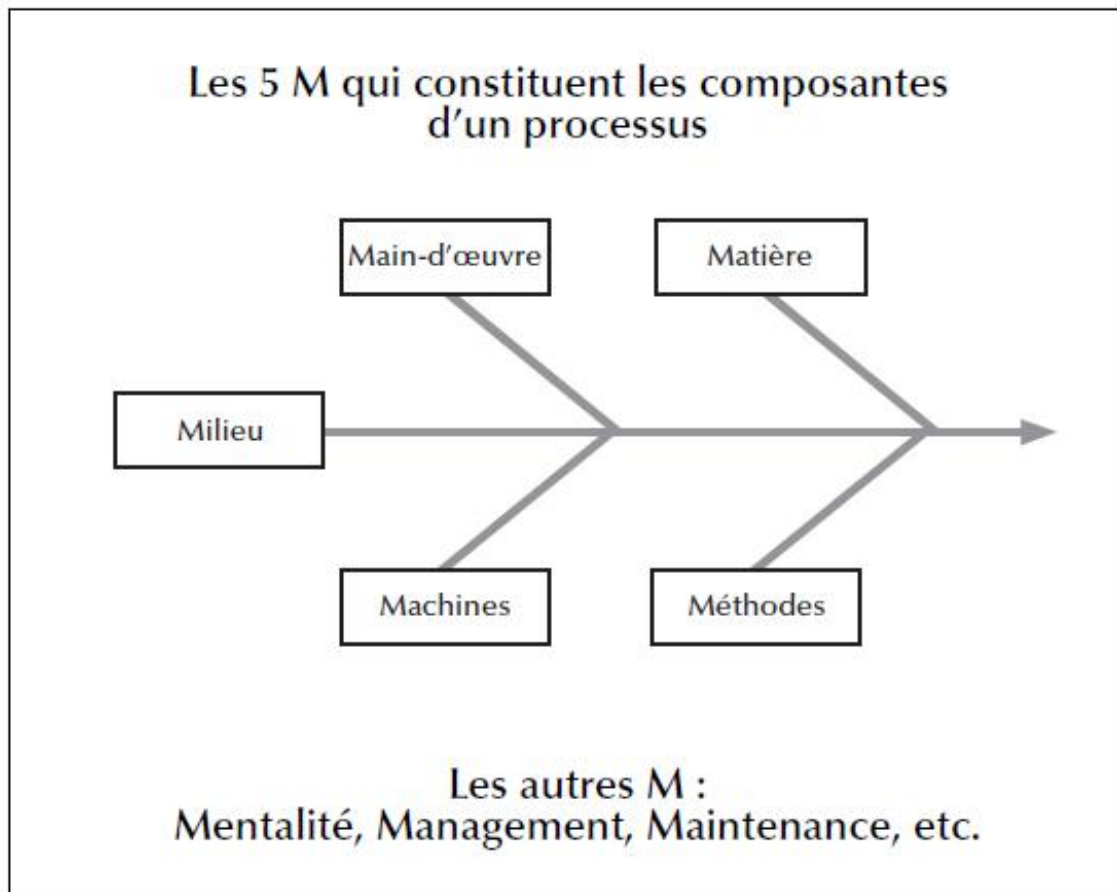 Les 5 M qui constituent les composantes
d’un processus
Main-d’œuvre
Matière
Milieu
Machines
Méthodes
Les autres M :
Mentalité, Management, Maintenance, etc.